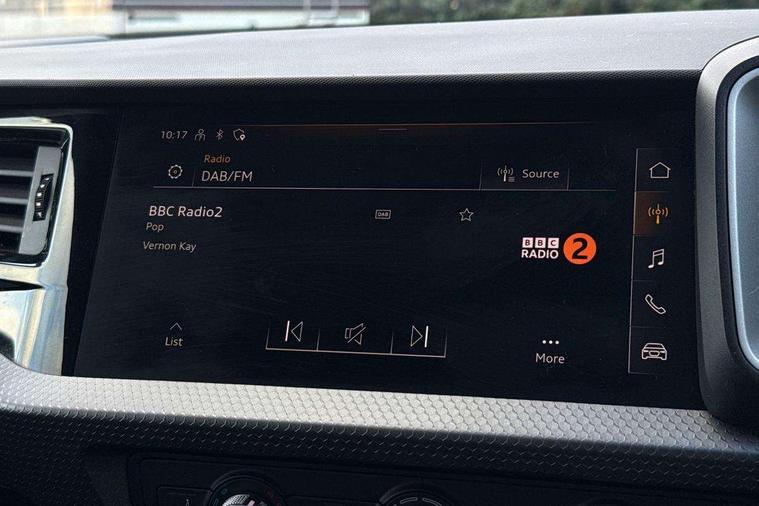 10:17
Radio
DAB/FM
Source
BBC Radio2
Pop
DAB
Vernon Kay
BBC
RADIO 2
List
More